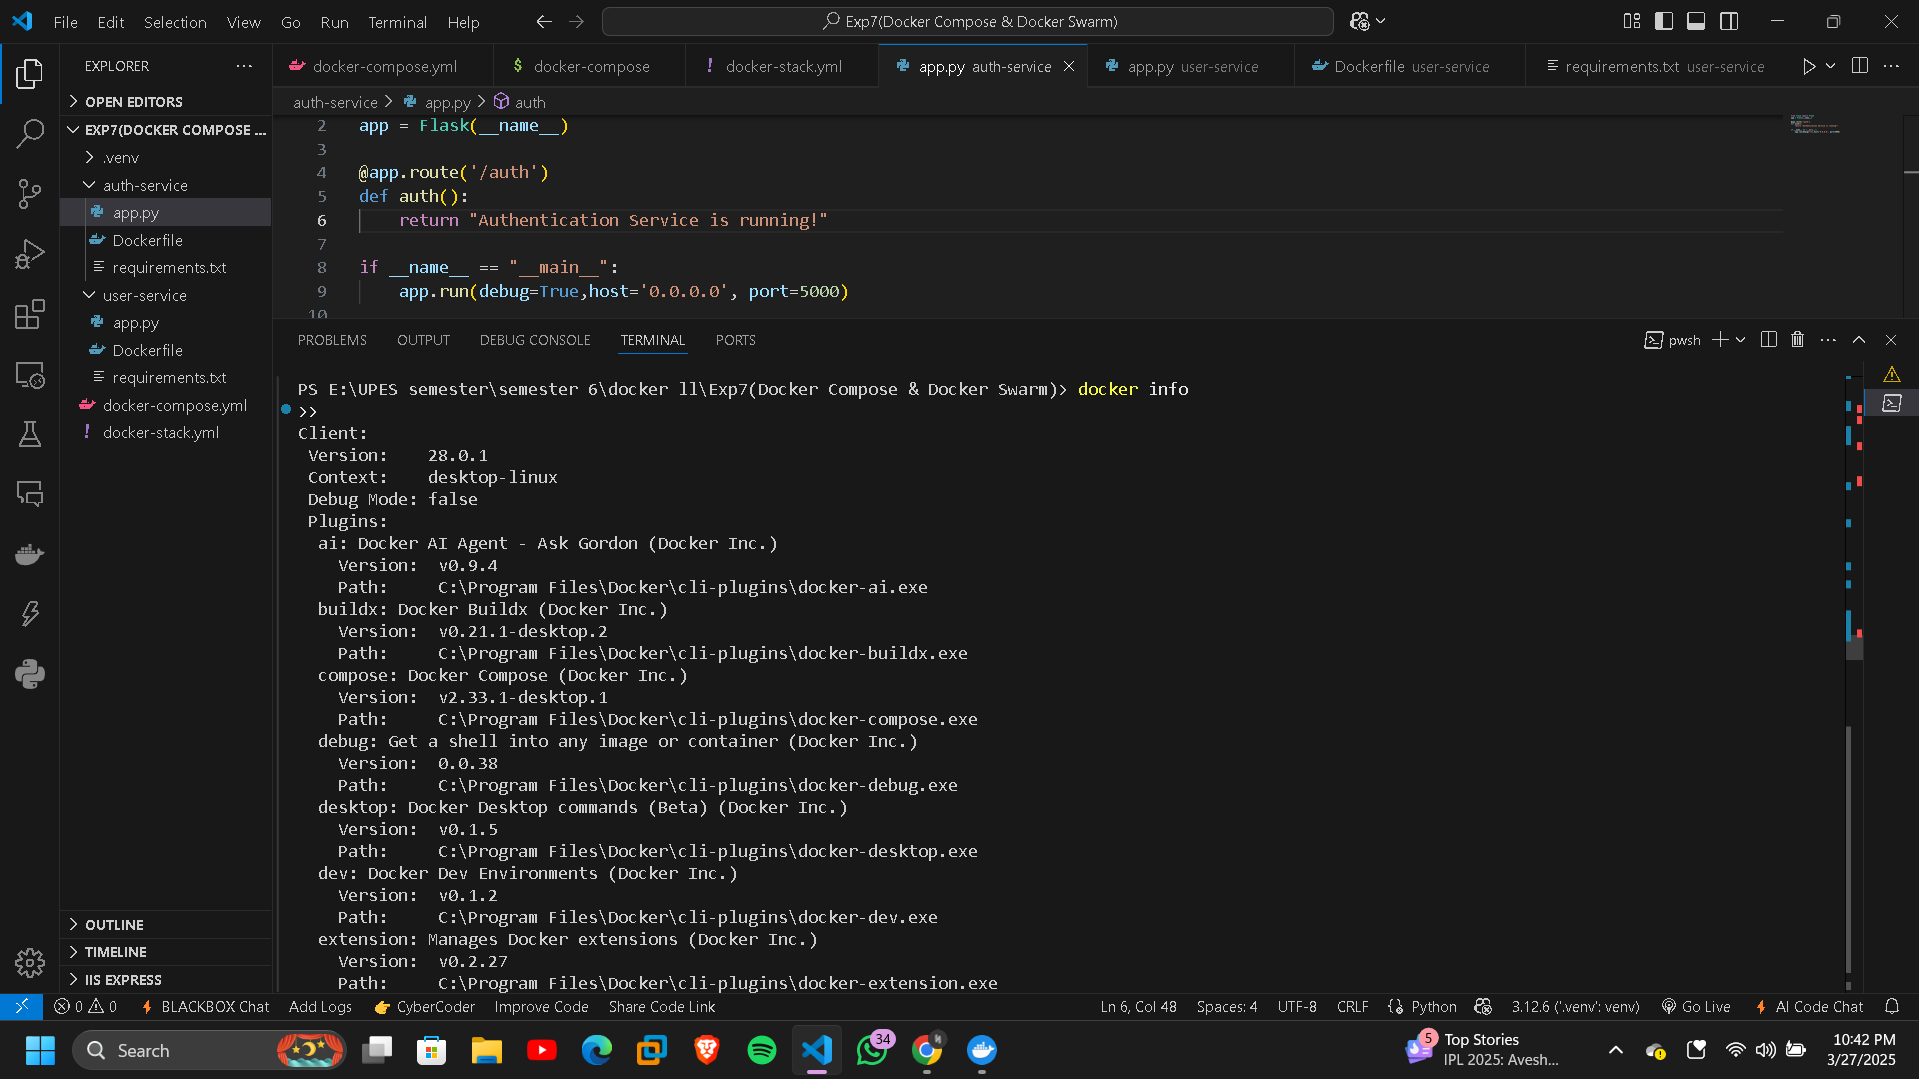 File Edit Selection View Go Run Terminal Help
Exp7(Docker Compose & Docker Swarm)
EXPLORER
OPEN EDITORS
EXP7(DOCKER COMPOSE ...
.venv
auth-service
app.py
Dockerfile
requirements.txt
user-service
app.py
Dockerfile
requirements.txt
docker-compose.yml
docker-stack.yml
OUTLINE
TIMELINE
IIS EXPRESS
docker-compose.yml
$ docker-compose
! docker-stack.yml
app.py auth-service
app.py user-service
Dockerfile user-service
requirements.txt user-service
auth-service > app.py > auth
2 app = Flask(__name__)
3
4 @app.route('/auth')
5 def auth():
6 return "Authentication Service is running!"
7
8 if __name__ == "__main__":
9 app.run(debug=True,host='0.0.0.0', port=5000)
10
PROBLEMS OUTPUT DEBUG CONSOLE TERMINAL PORTS
pwsh
PS E:\UPES semester\semester 6\docker ll\Exp7(Docker Compose & Docker Swarm)> docker info
>>
Client:
Version: 28.0.1
Context: desktop-linux
Debug Mode: false
Plugins:
ai: Docker AI Agent - Ask Gordon (Docker Inc.)
Version: v0.9.4
Path: C:\Program Files\Docker\cli-plugins\docker-ai.exe
buildx: Docker Buildx (Docker Inc.)
Version: v0.21.1-desktop.2
Path: C:\Program Files\Docker\cli-plugins\docker-buildx.exe
compose: Docker Compose (Docker Inc.)
Version: v2.33.1-desktop.1
Path: C:\Program Files\Docker\cli-plugins\docker-compose.exe
debug: Get a shell into any image or container (Docker Inc.)
Version: 0.0.38
Path: C:\Program Files\Docker\cli-plugins\docker-debug.exe
desktop: Docker Desktop commands (Beta) (Docker Inc.)
Version: v0.1.5
Path: C:\Program Files\Docker\cli-plugins\docker-desktop.exe
dev: Docker Dev Environments (Docker Inc.)
Version: v0.1.2
Path: C:\Program Files\Docker\cli-plugins\docker-dev.exe
extension: Manages Docker extensions (Docker Inc.)
Version: v0.2.27
Path: C:\Program Files\Docker\cli-plugins\docker-extension.exe
0 0 BLACKBOX Chat Add Logs CyberCoder Improve Code Share Code Link Ln 6, Col 48 Spaces: 4 UTF-8 CRLF Python 3.12.6 ('.venv': venv) Go Live AI Code Chat
Search
34
5 Top Stories
IPL 2025: Avesh...
10:42 PM
3/27/2025